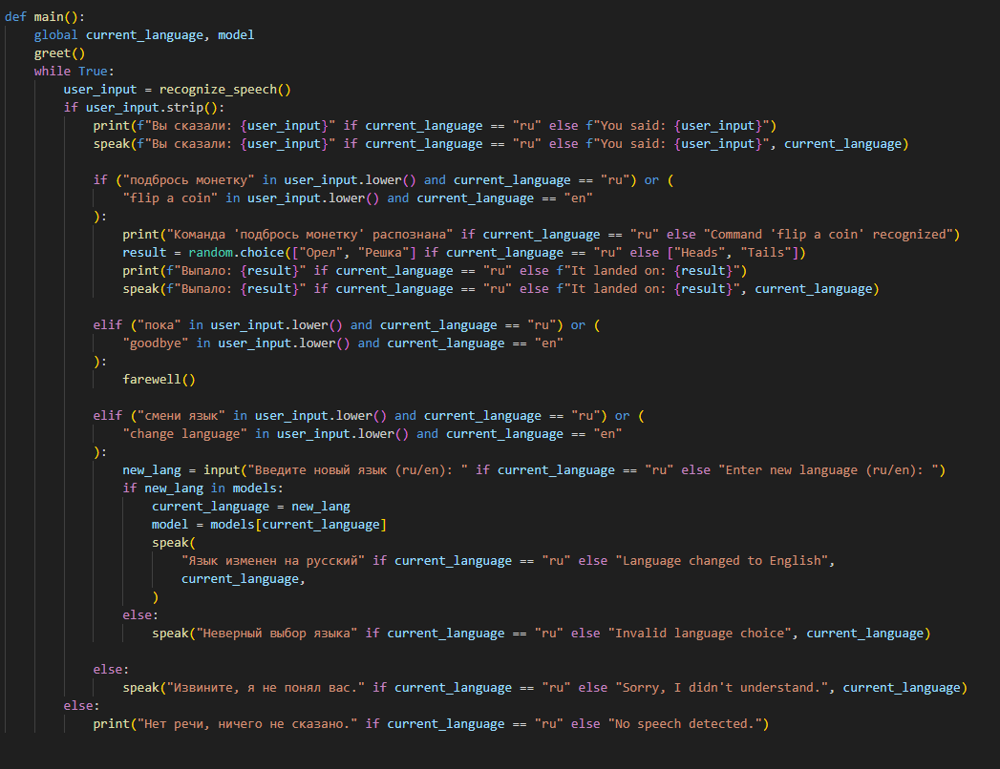 def main():
    global current_language, model
    greet()
    while True:
        user_input = recognize_speech()
        if user_input.strip():
            print(f"Вы сказали: {user_input}" if current_language == "ru" else f"You said: {user_input}")
            speak(f"Вы сказали: {user_input}" if current_language == "ru" else f"You said: {user_input}", current_language)

            if ("подбрось монетку" in user_input.lower() and current_language == "ru") or (
                "flip a coin" in user_input.lower() and current_language == "en"
            ):
                print("Команда 'подбрось монетку' распознана" if current_language == "ru" else "Command 'flip a coin' recognized")
                result = random.choice(["Орел", "Решка"] if current_language == "ru" else ["Heads", "Tails"])
                print(f"Выпало: {result}" if current_language == "ru" else f"It landed on: {result}")
                speak(f"Выпало: {result}" if current_language == "ru" else f"It landed on: {result}", current_language)

            elif ("пока" in user_input.lower() and current_language == "ru") or (
                "goodbye" in user_input.lower() and current_language == "en"
            ):
                farewell()

            elif ("смени язык" in user_input.lower() and current_language == "ru") or (
                "change language" in user_input.lower() and current_language == "en"
            ):
                new_lang = input("Введите новый язык (ru/en): " if current_language == "ru" else "Enter new language (ru/en): ")
                if new_lang in models:
                    current_language = new_lang
                    model = models[current_language]
                    speak(
                        "Язык изменен на русский" if current_language == "ru" else "Language changed to English",
                        current_language,
                    )
                else:
                    speak("Неверный выбор языка" if current_language == "ru" else "Invalid language choice", current_language)

            else:
                speak("Извините, я не понял вас." if current_language == "ru" else "Sorry, I didn't understand.", current_language)
        else:
            print("Нет речи, ничего не сказано." if current_language == "ru" else "No speech detected.")